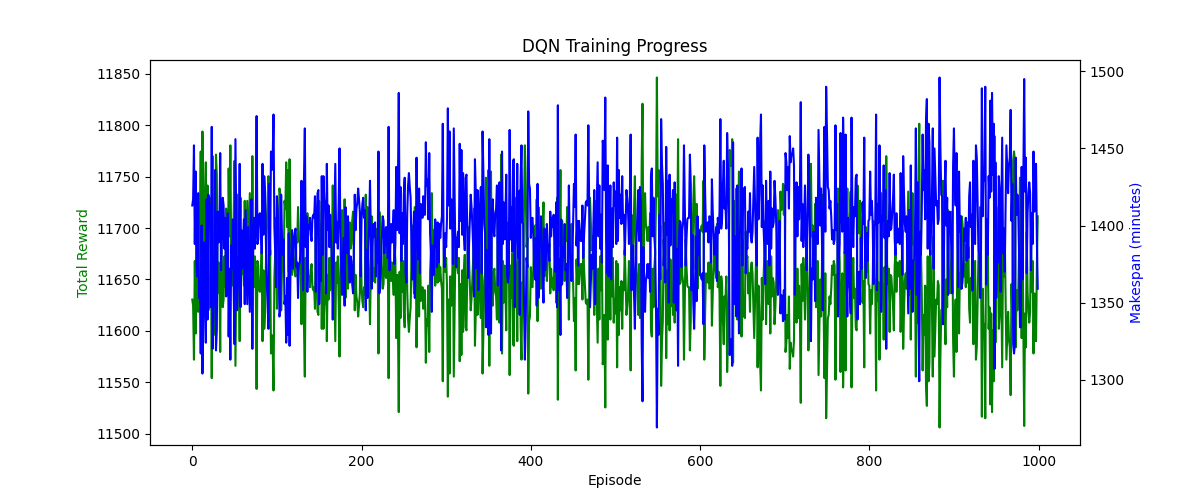 DQN Training Progress
Total Reward
11850
11800
11750
11700
11650
11600
11550
11500
1500
1450
1400
1350
1300
Makespan (minutes)
0 200 400 600 800 1000
Episode